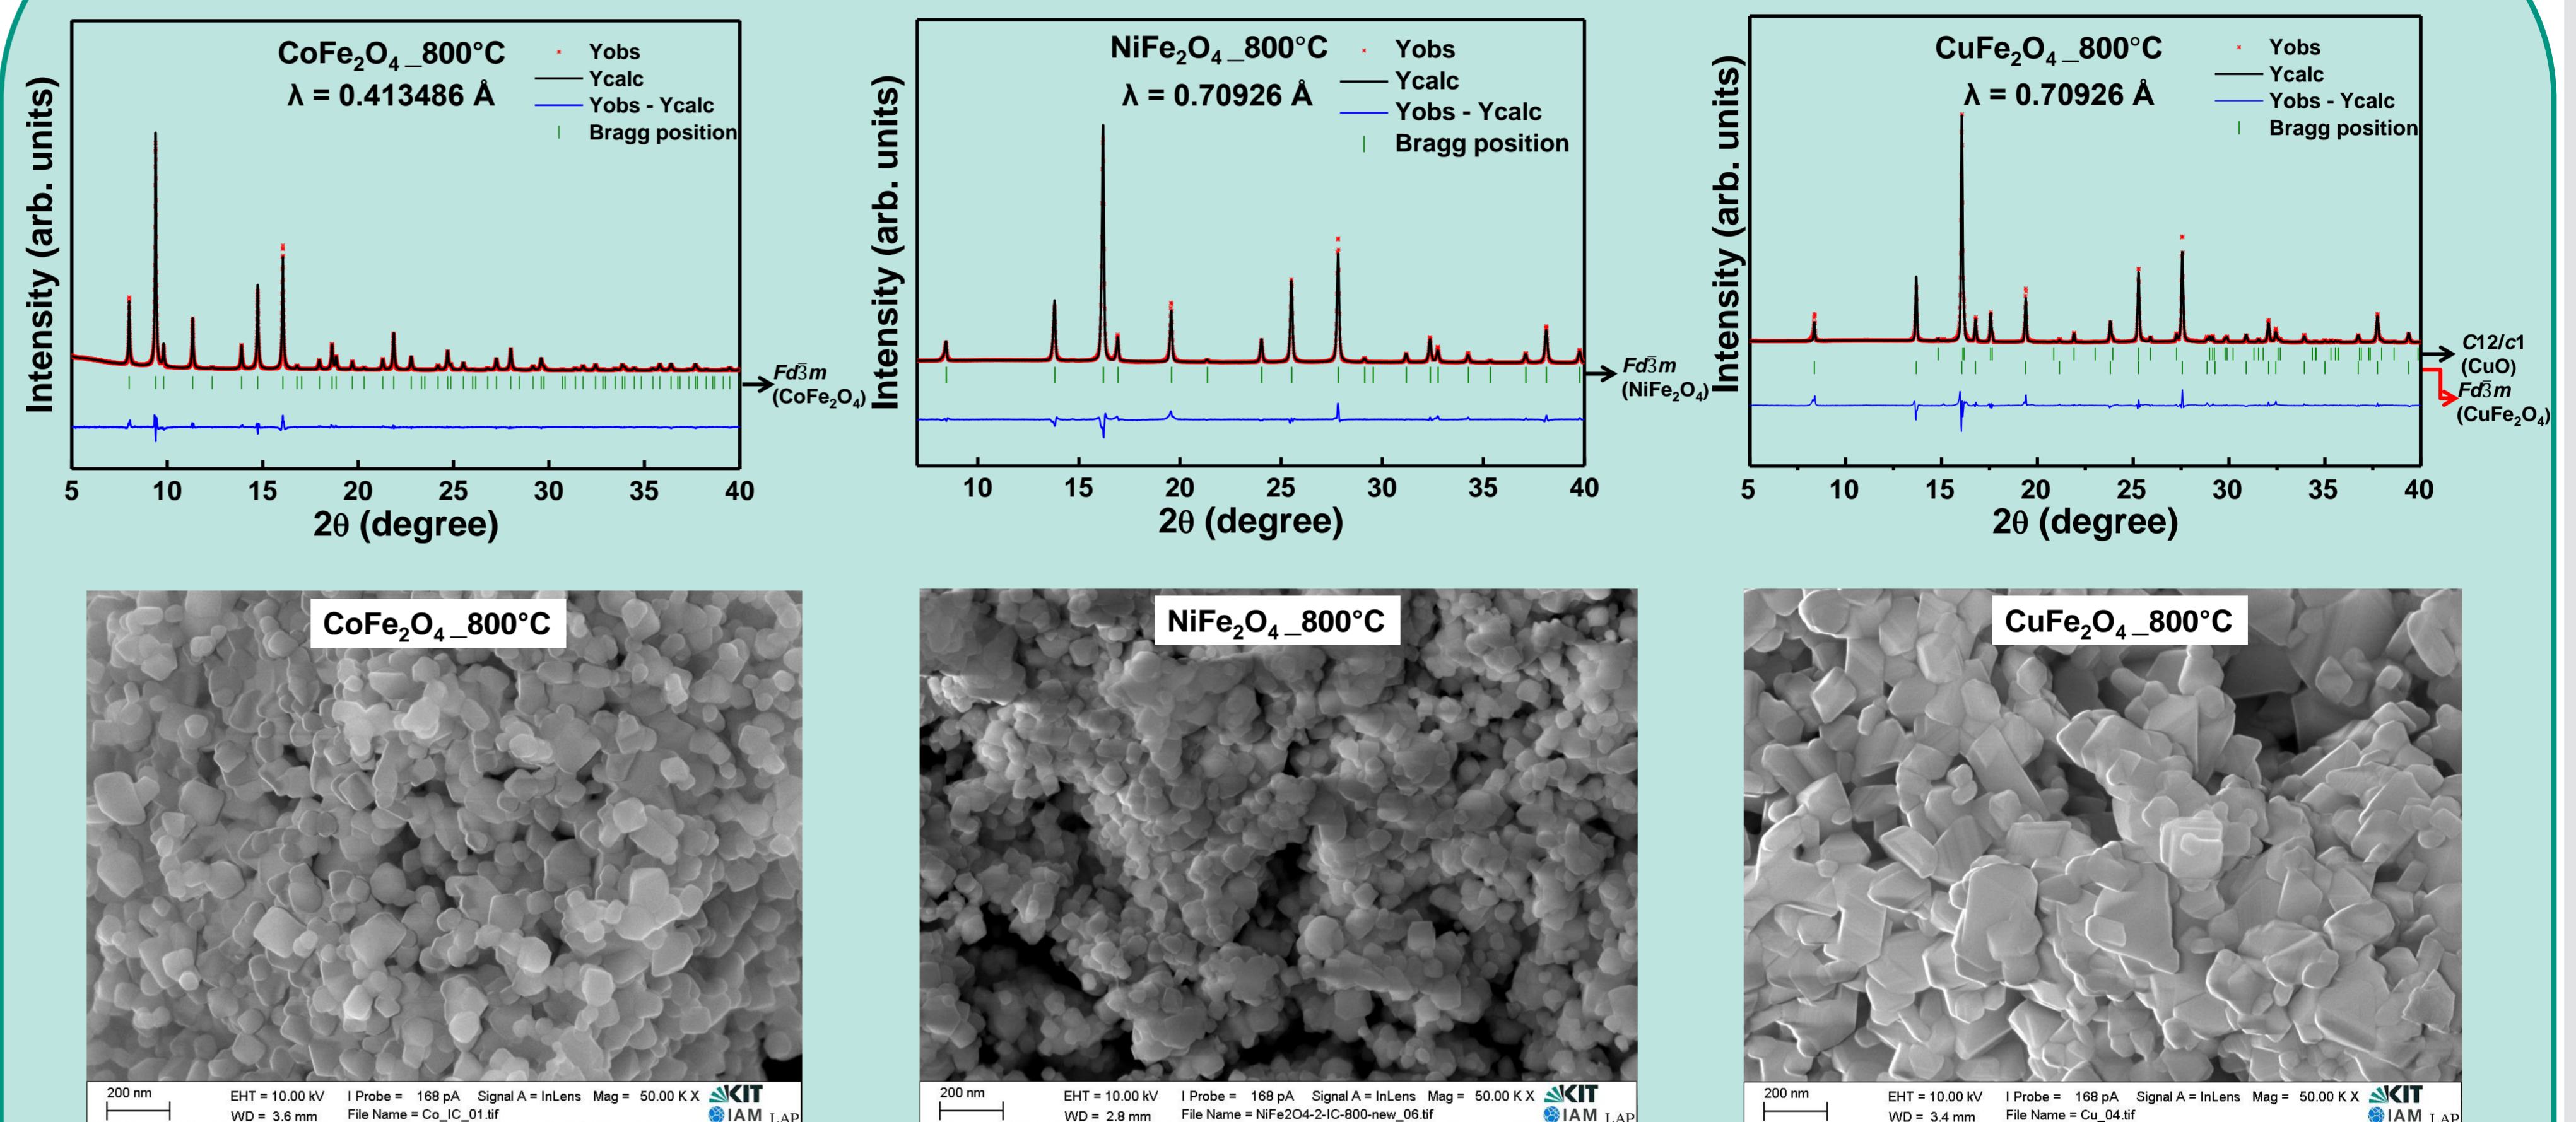 CoFe₂O₄_800°C
λ = 0.413486 Å
Yobs
Ycalc
Yobs - Ycalc
Bragg position
Intensity (arb. units)
Fd3̅m
(CoFe₂O₄)
5 10 15 20 25 30 35 40
2θ (degree)
NiFe₂O₄_800°C
λ = 0.70926 Å
Yobs
Ycalc
Yobs - Ycalc
Bragg position
Intensity (arb. units)
Fd3̅m
(NiFe₂O₄)
10 15 20 25 30 35 40
2θ (degree)
CuFe₂O₄_800°C
λ = 0.70926 Å
Yobs
Ycalc
Yobs - Ycalc
Bragg position
Intensity (arb. units)
C12/c1
(CuO)
Fd3̅m
(CuFe₂O₄)
5 10 15 20 25 30 35 40
2θ (degree)
CoFe₂O₄_800°C
200 nm EHT = 10.00 kV I Probe = 168 pA Signal A = InLens Mag = 50.00 K X KIT
WD = 3.6 mm File Name = Co_IC_01.tif IAM LAP
NiFe₂O₄_800°C
200 nm EHT = 10.00 kV I Probe = 168 pA Signal A = InLens Mag = 50.00 K X KIT
WD = 2.8 mm File Name = NiFe2O4-2-IC-800-new_06.tif IAM LAP
CuFe₂O₄_800°C
200 nm EHT = 10.00 kV I Probe = 168 pA Signal A = InLens Mag = 50.00 K X KIT
WD = 3.4 mm File Name = Cu_04.tif IAM LAP